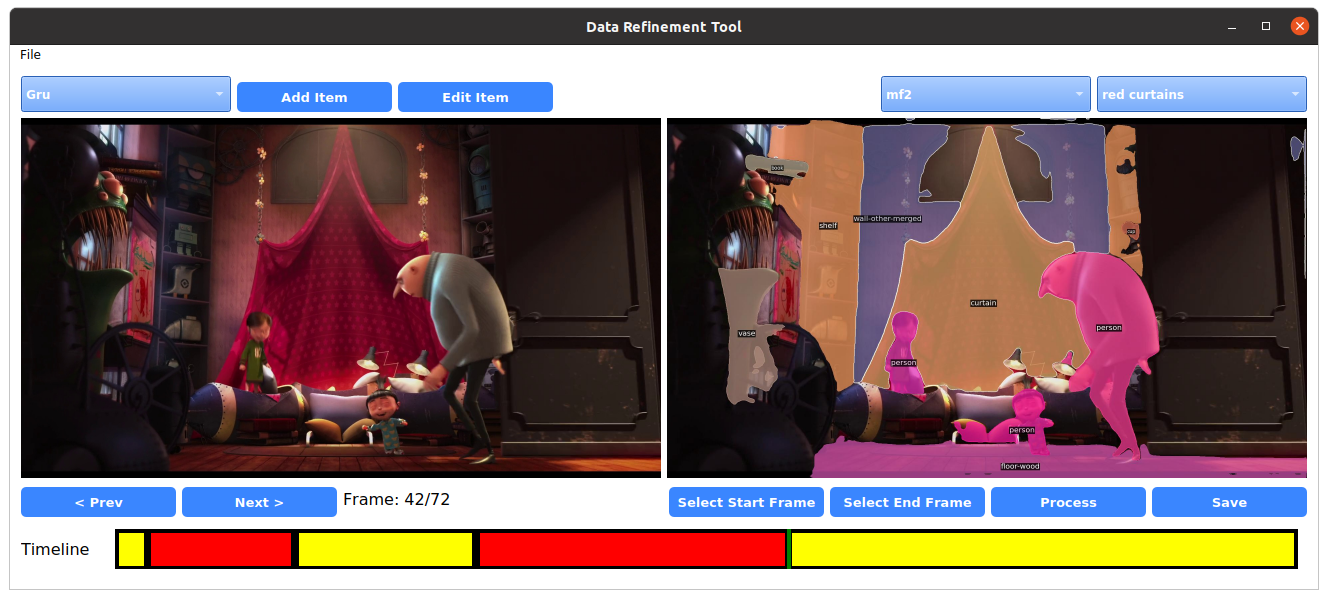 Data Refinement Tool
File
Gru
Add Item
Edit Item
mf2
red curtains
book
shelf
wall-other-merged
cup
curtain
vase
person
person
person
floor-wood
< Prev
Next >
Frame: 42/72
Select Start Frame
Select End Frame
Process
Save
Timeline